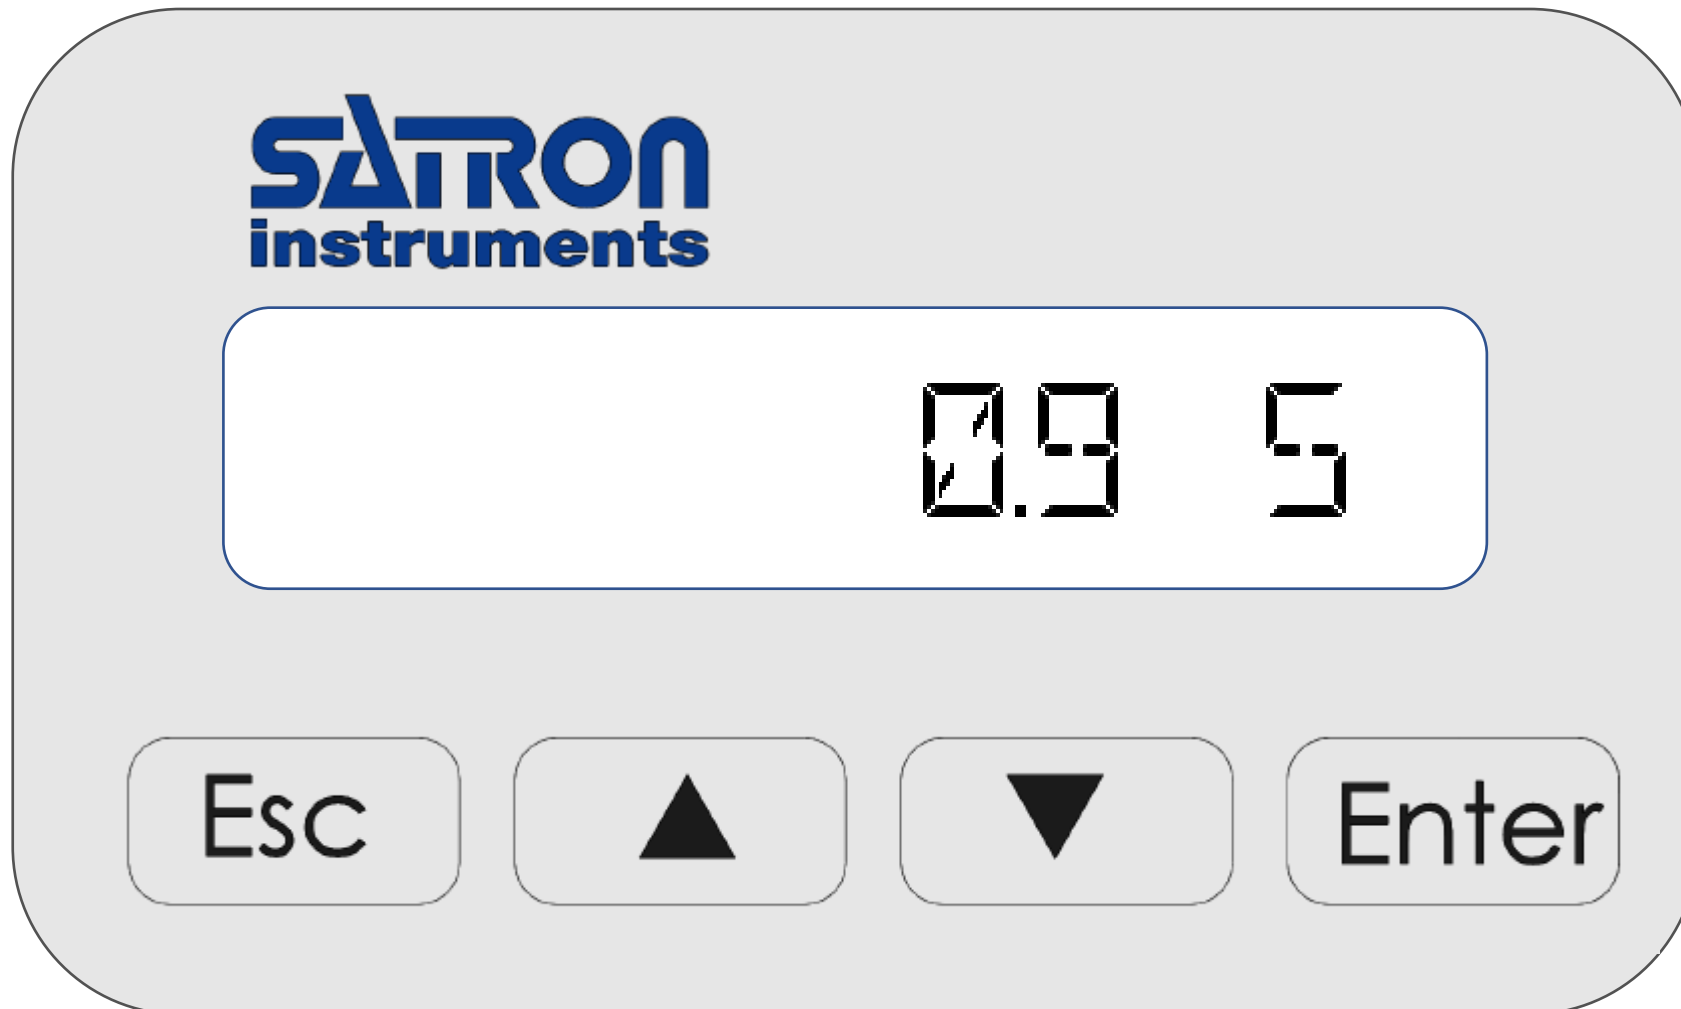 SATRON
instruments
0.9 S
Esc ▲ ▼ Enter